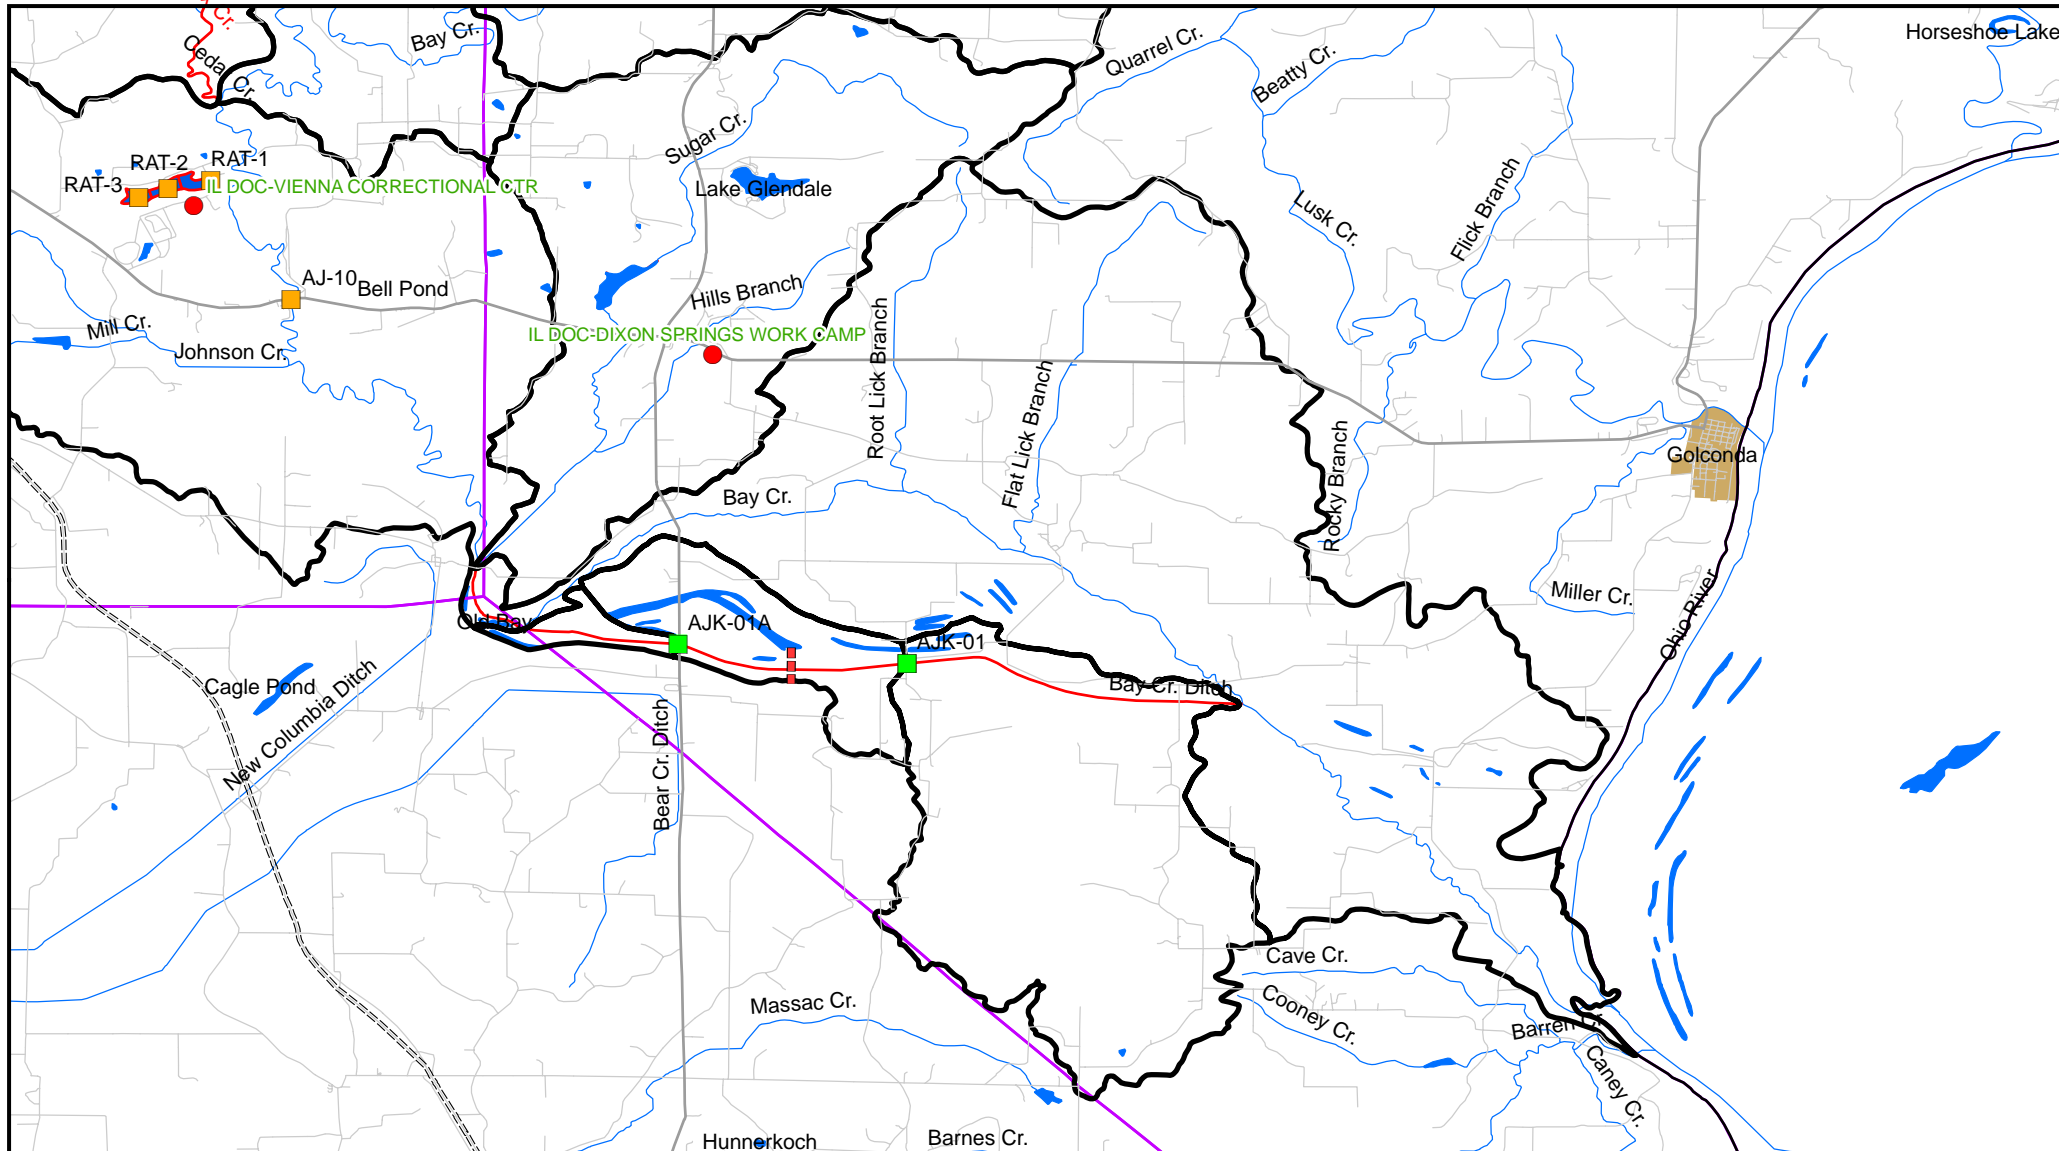 Cr.
Bay Cr.
Horseshoe Lake
Quarrel Cr.
Beatty Cr.
Cedar Cr.
Sugar Cr.
RAT-2
RAT-1
RAT-3
IL DOC-VIENNA CORRECTIONAL CTR
Lake Glendale
Lusk Cr.
Flick Branch
AJ-10
Bell Pond
Hills Branch
Mill Cr.
Johnson Cr.
IL DOC-DIXON SPRINGS WORK CAMP
Root Lick Branch
Flat Lick Branch
Rocky Branch
Golconda
Bay Cr.
Miller Cr.
Ohio River
Old Bay
AJK-01A
AJK-01
Cagle Pond
New Columbia Ditch
Bay Cr. Ditch
Bear Cr. Ditch
Cave Cr.
Massac Cr.
Cooney Cr.
Barren Cr.
Caney Cr.
Hunnerkoch
Barnes Cr.